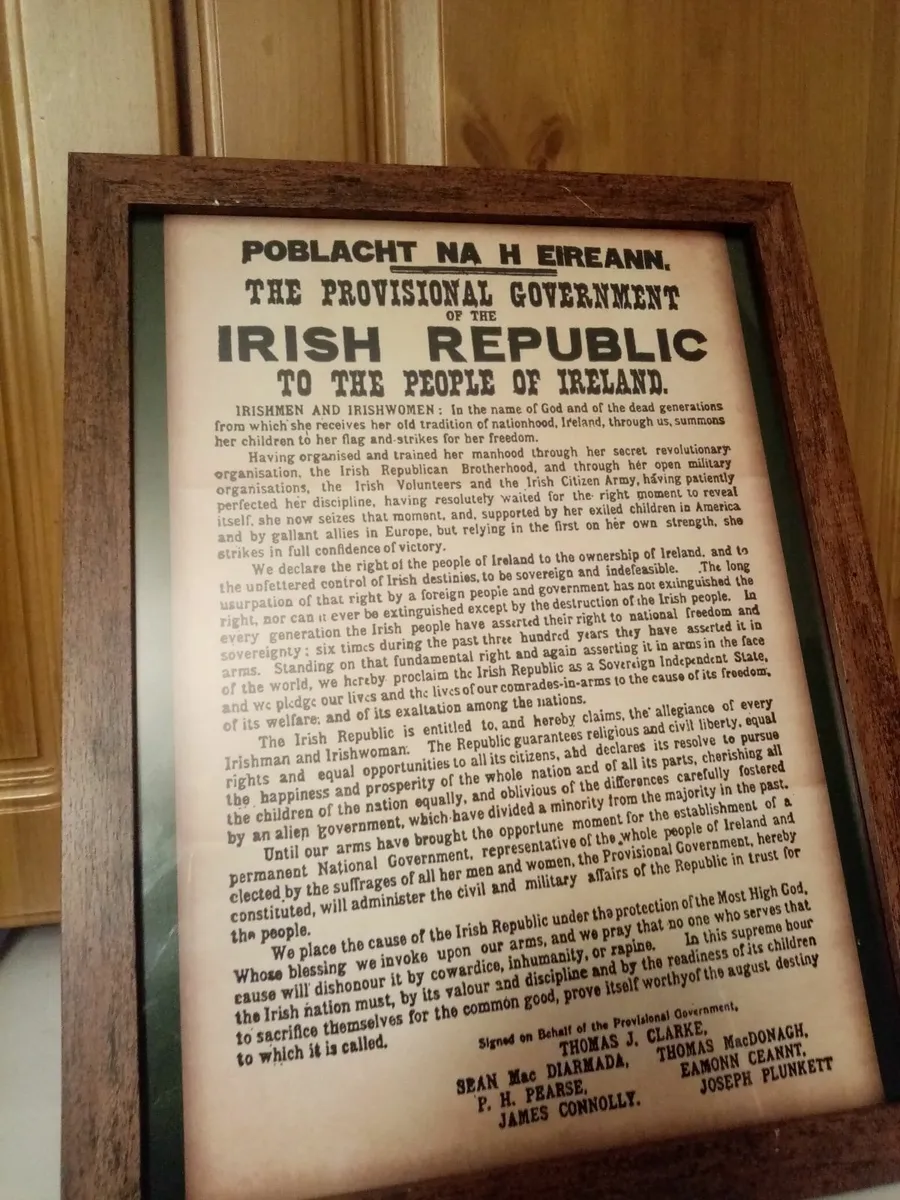 POBLACHT NA H EIREANN.
THE PROVISIONAL GOVERNMENT
OF THE
IRISH REPUBLIC
TO THE PEOPLE OF IRELAND.
IRISHMEN AND IRISHWOMEN: In the name of God and of the dead generations
from which she receives her old tradition of nationhood, Ireland, through us, summons
her children to her flag and strikes for her freedom.
Having organised and trained her manhood through her secret revolutionary
organisation, the Irish Republican Brotherhood, and through her open military
organisations, the Irish Volunteers and the Irish Citizen Army, having patiently
perfected her discipline, having resolutely waited for the right moment to reveal
itself, she now seizes that moment, and, supported by her exiled children in America
and by gallant allies in Europe, but relying in the first on her own strength, she
strikes in full confidence of victory.
We declare the right of the people of Ireland to the ownership of Ireland, and to
the unfettered control of Irish destinies, to be sovereign and indefeasible. The long
usurpation of that right by a foreign people and government has not extinguished the
right, nor can it ever be extinguished except by the destruction of the Irish people. In
every generation the Irish people have asserted their right to national freedom and
sovereignty; six times during the past three hundred years they have asserted it in
arms. Standing on that fundamental right and again asserting it in arms in the face
of the world, we hereby proclaim the Irish Republic as a Sovereign Independent State,
and we pledge our lives and the lives of our comrades-in-arms to the cause of its freedom,
of its welfare, and of its exaltation among the nations.
The Irish Republic is entitled to, and hereby claims, the allegiance of every
Irishman and Irishwoman. The Republic guarantees religious and civil liberty, equal
rights and equal opportunities to all its citizens, and declares its resolve to pursue
the happiness and prosperity of the whole nation and of all its parts, cherishing all
the children of the nation equally, and oblivious of the differences carefully fostered
by an alien government, which have divided a minority from the majority in the past.
Until our arms have brought the opportune moment for the establishment of a
permanent National Government, representative of the whole people of Ireland and
elected by the suffrages of all her men and women, the Provisional Government, hereby
constituted, will administer the civil and military affairs of the Republic in trust for
the people.
We place the cause of the Irish Republic under the protection of the Most High God,
Whose blessing we invoke upon our arms, and we pray that no one who serves that
cause will dishonour it by cowardice, inhumanity, or rapine. In this supreme hour
the Irish nation must, by its valour and discipline and by the readiness of its children
to sacrifice themselves for the common good, prove itself worthy of the august destiny
to which it is called.
Signed on Behalf of the Provisional Government,
THOMAS J. CLARKE,
SEAN Mac DIARMADA, THOMAS MacDONAGH,
P. H. PEARSE, EAMONN CEANNT,
JAMES CONNOLLY. JOSEPH PLUNKETT